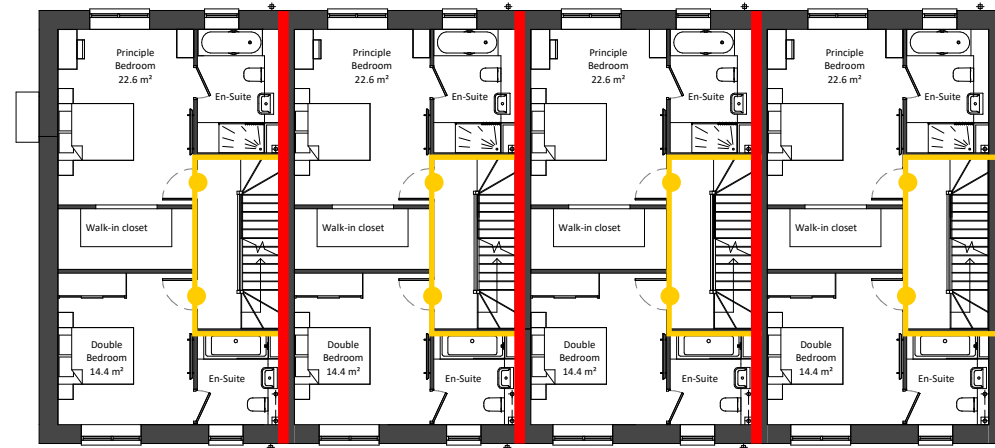 Principle
Bedroom
22.6 m²
En-Suite
Walk-in closet
Double
Bedroom
14.4 m²
En-Suite
Principle
Bedroom
22.6 m²
En-Suite
Walk-in closet
Double
Bedroom
14.4 m²
En-Suite
Principle
Bedroom
22.6 m²
En-Suite
Walk-in closet
Double
Bedroom
14.4 m²
En-Suite
Principle
Bedroom
22.6 m²
En-Suite
Walk-in closet
Double
Bedroom
14.4 m²
En-Suite